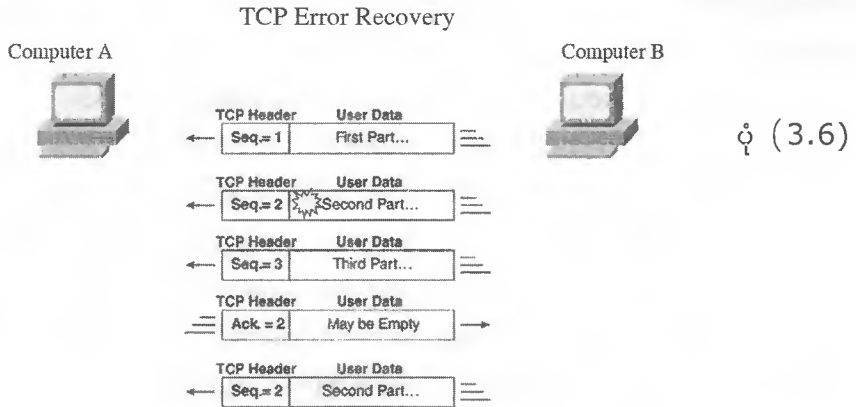 TCP Error Recovery
Computer A
Computer B
TCP Header User Data
Seq.= 1 First Part...
ပုံ (3.6)
TCP Header User Data
Seq.= 2 Second Part...
TCP Header User Data
Seq.= 3 Third Part...
TCP Header User Data
Ack. = 2 May be Empty
TCP Header User Data
Seq.= 2 Second Part...